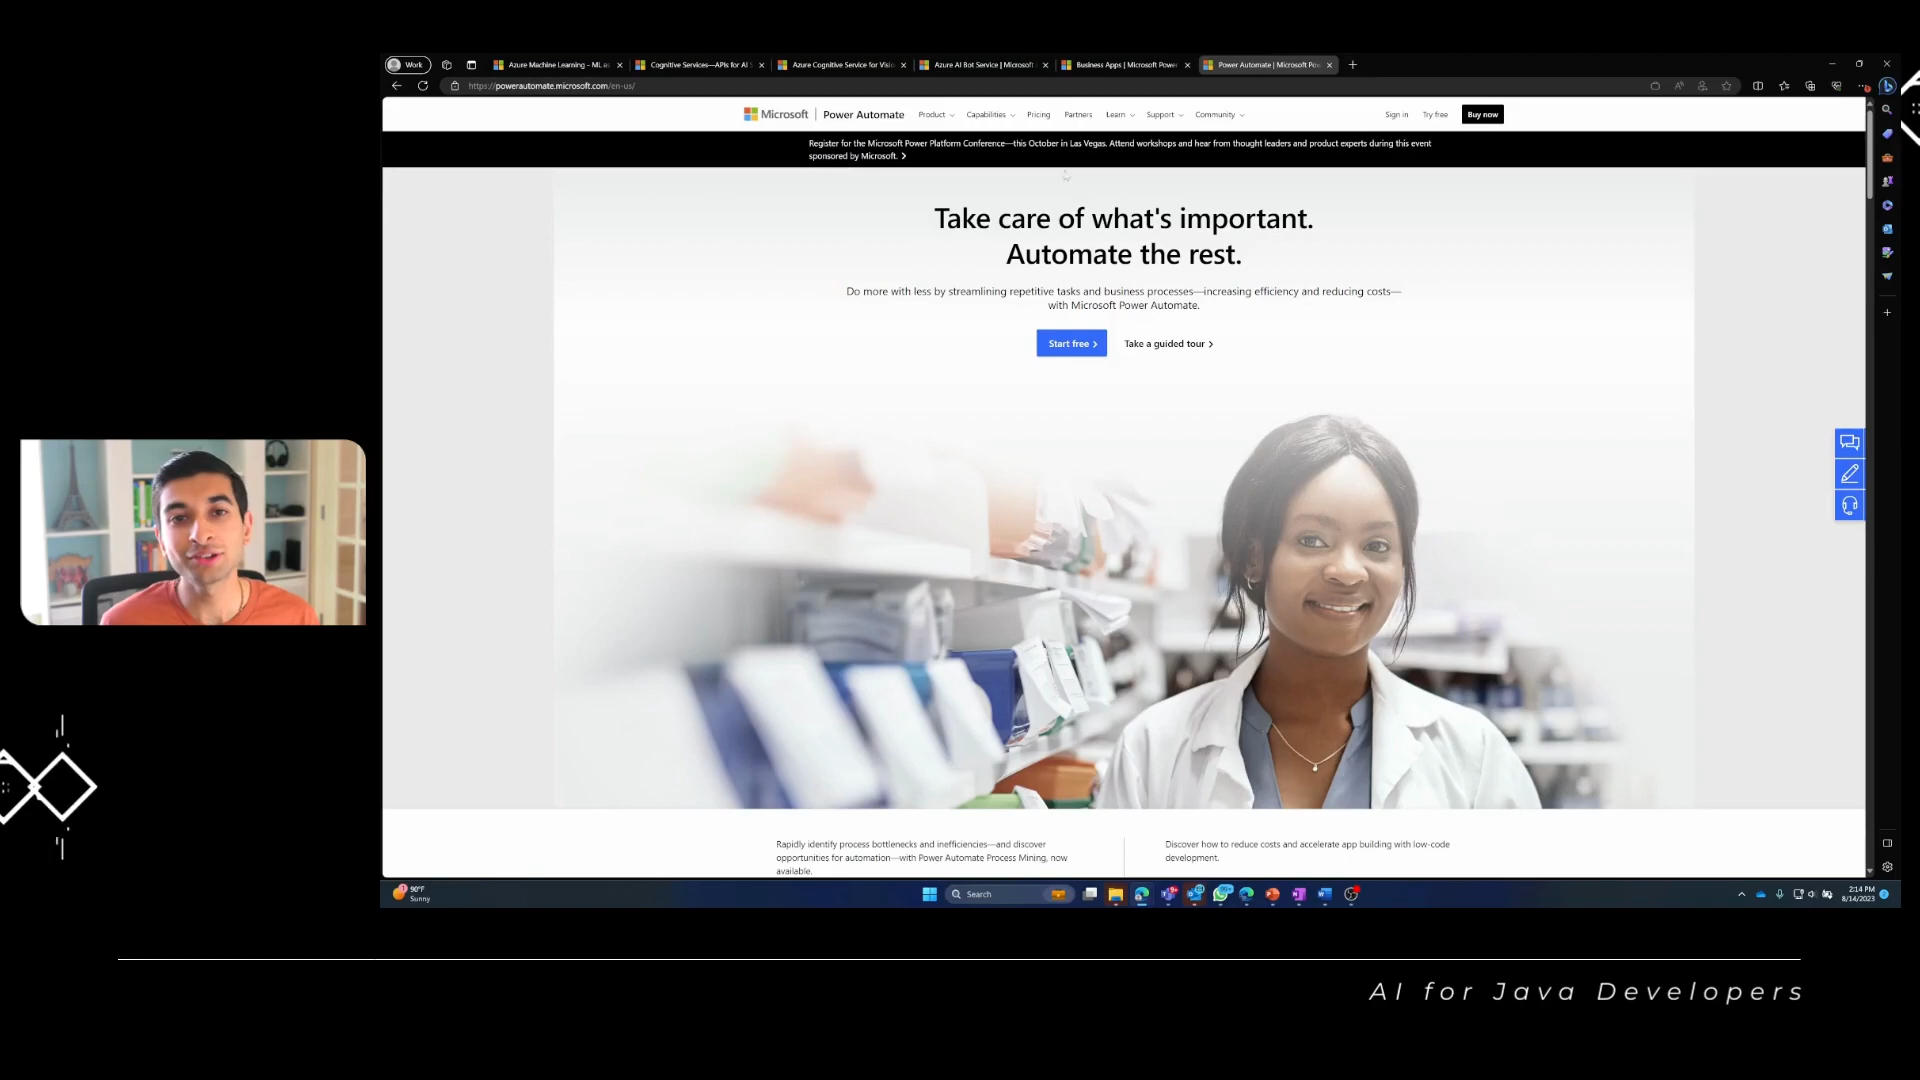 Work
Azure Machine Learning - ML as
Cognitive Services—APIs for AI S
Azure Cognitive Service for Visio
Azure AI Bot Service | Microsoft
Business Apps | Microsoft Power
Power Automate | Microsoft Po
https://powerautomate.microsoft.com/en-us/
Microsoft | Power Automate Product Capabilities Pricing Partners Learn Support Community Sign in Try free Buy now
Register for the Microsoft Power Platform Conference—this October in Las Vegas. Attend workshops and hear from thought leaders and product experts during this event
sponsored by Microsoft.
Take care of what's important.
Automate the rest.
Do more with less by streamlining repetitive tasks and business processes—increasing efficiency and reducing costs—
with Microsoft Power Automate.
Start free Take a guided tour
Rapidly identify process bottlenecks and inefficiencies—and discover
opportunities for automation—with Power Automate Process Mining, now
available.
Discover how to reduce costs and accelerate app building with low-code
development.
90°F
Sunny
Search
2:14 PM
8/14/2023
AI for Java Developers